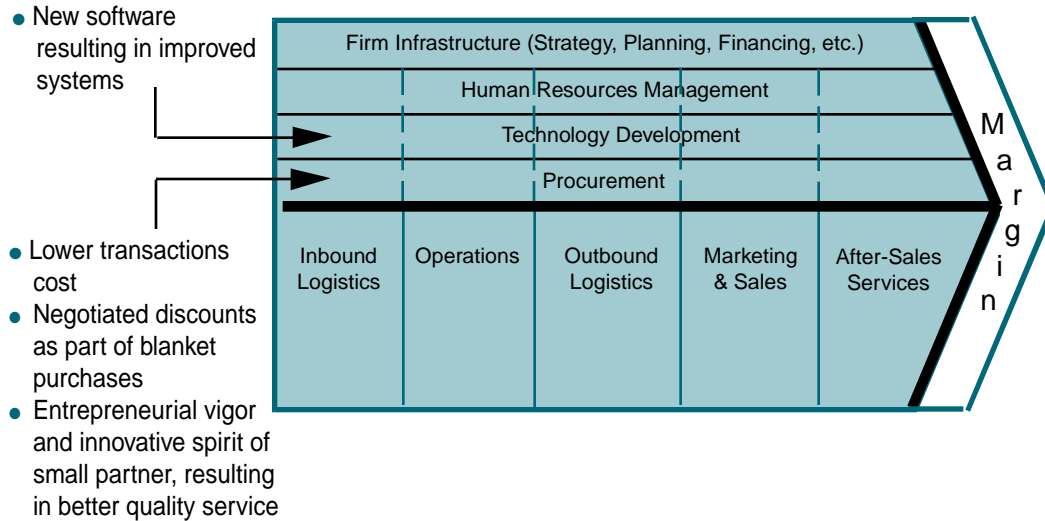 ● New software
resulting in improved
systems
Firm Infrastructure (Strategy, Planning, Financing, etc.)
Human Resources Management
Technology Development
Procurement
● Lower transactions
cost
● Negotiated discounts
as part of blanket
purchases
● Entrepreneurial vigor
and innovative spirit of
small partner, resulting
in better quality service
Inbound
Logistics
Operations
Outbound
Logistics
Marketing
& Sales
After-Sales
Services
Margin